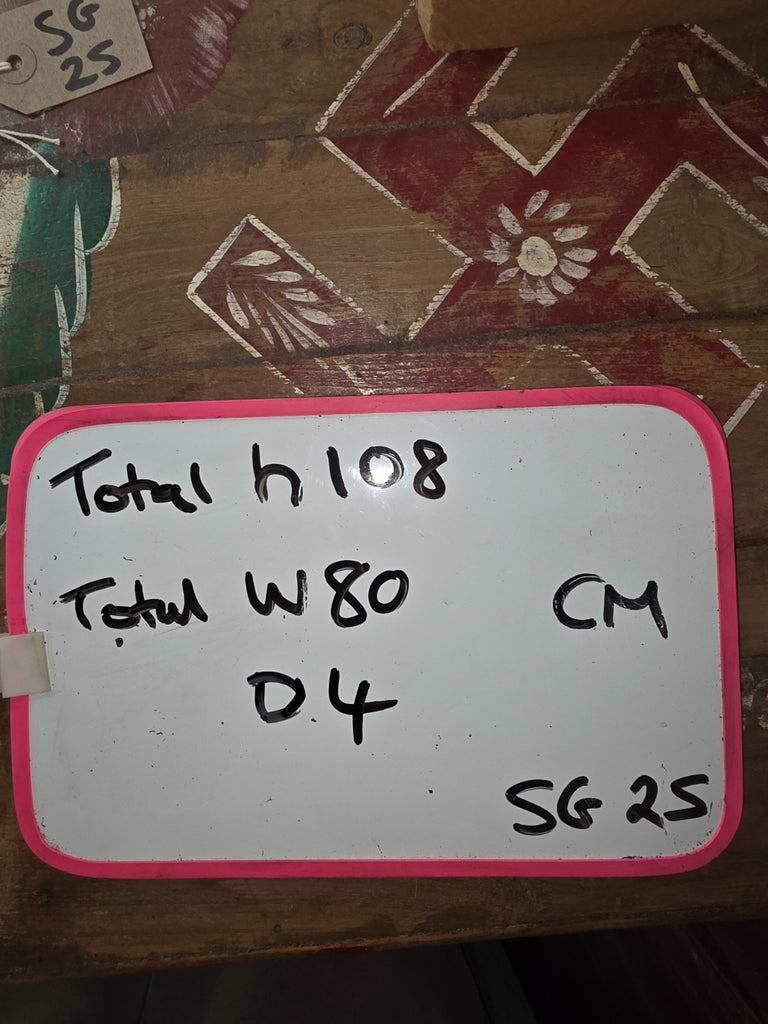 SG
25
Total h 108
Total W 80 CM
D 4
SG 25